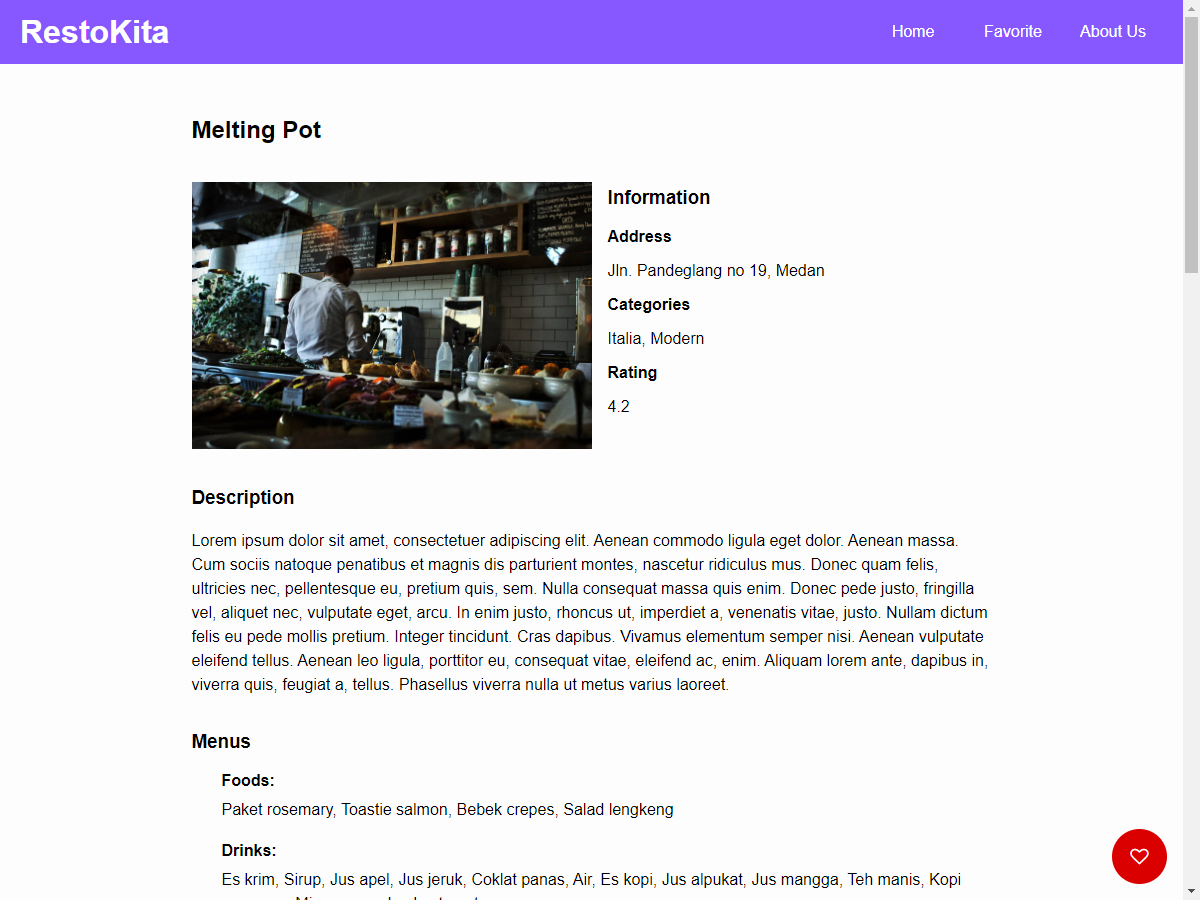 RestoKita
Home Favorite About Us
Melting Pot
Information
Address
Jln. Pandeglang no 19, Medan
Categories
Italia, Modern
Rating
4.2
Description
Lorem ipsum dolor sit amet, consectetuer adipiscing elit. Aenean commodo ligula eget dolor. Aenean massa.
Cum sociis natoque penatibus et magnis dis parturient montes, nascetur ridiculus mus. Donec quam felis,
ultricies nec, pellentesque eu, pretium quis, sem. Nulla consequat massa quis enim. Donec pede justo, fringilla
vel, aliquet nec, vulputate eget, arcu. In enim justo, rhoncus ut, imperdiet a, venenatis vitae, justo. Nullam dictum
felis eu pede mollis pretium. Integer tincidunt. Cras dapibus. Vivamus elementum semper nisi. Aenean vulputate
eleifend tellus. Aenean leo ligula, porttitor eu, consequat vitae, eleifend ac, enim. Aliquam lorem ante, dapibus in,
viverra quis, feugiat a, tellus. Phasellus viverra nulla ut metus varius laoreet.
Menus
Foods:
Paket rosemary, Toastie salmon, Bebek crepes, Salad lengkeng
Drinks:
Es krim, Sirup, Jus apel, Jus jeruk, Coklat panas, Air, Es kopi, Jus alpukat, Jus mangga, Teh manis, Kopi